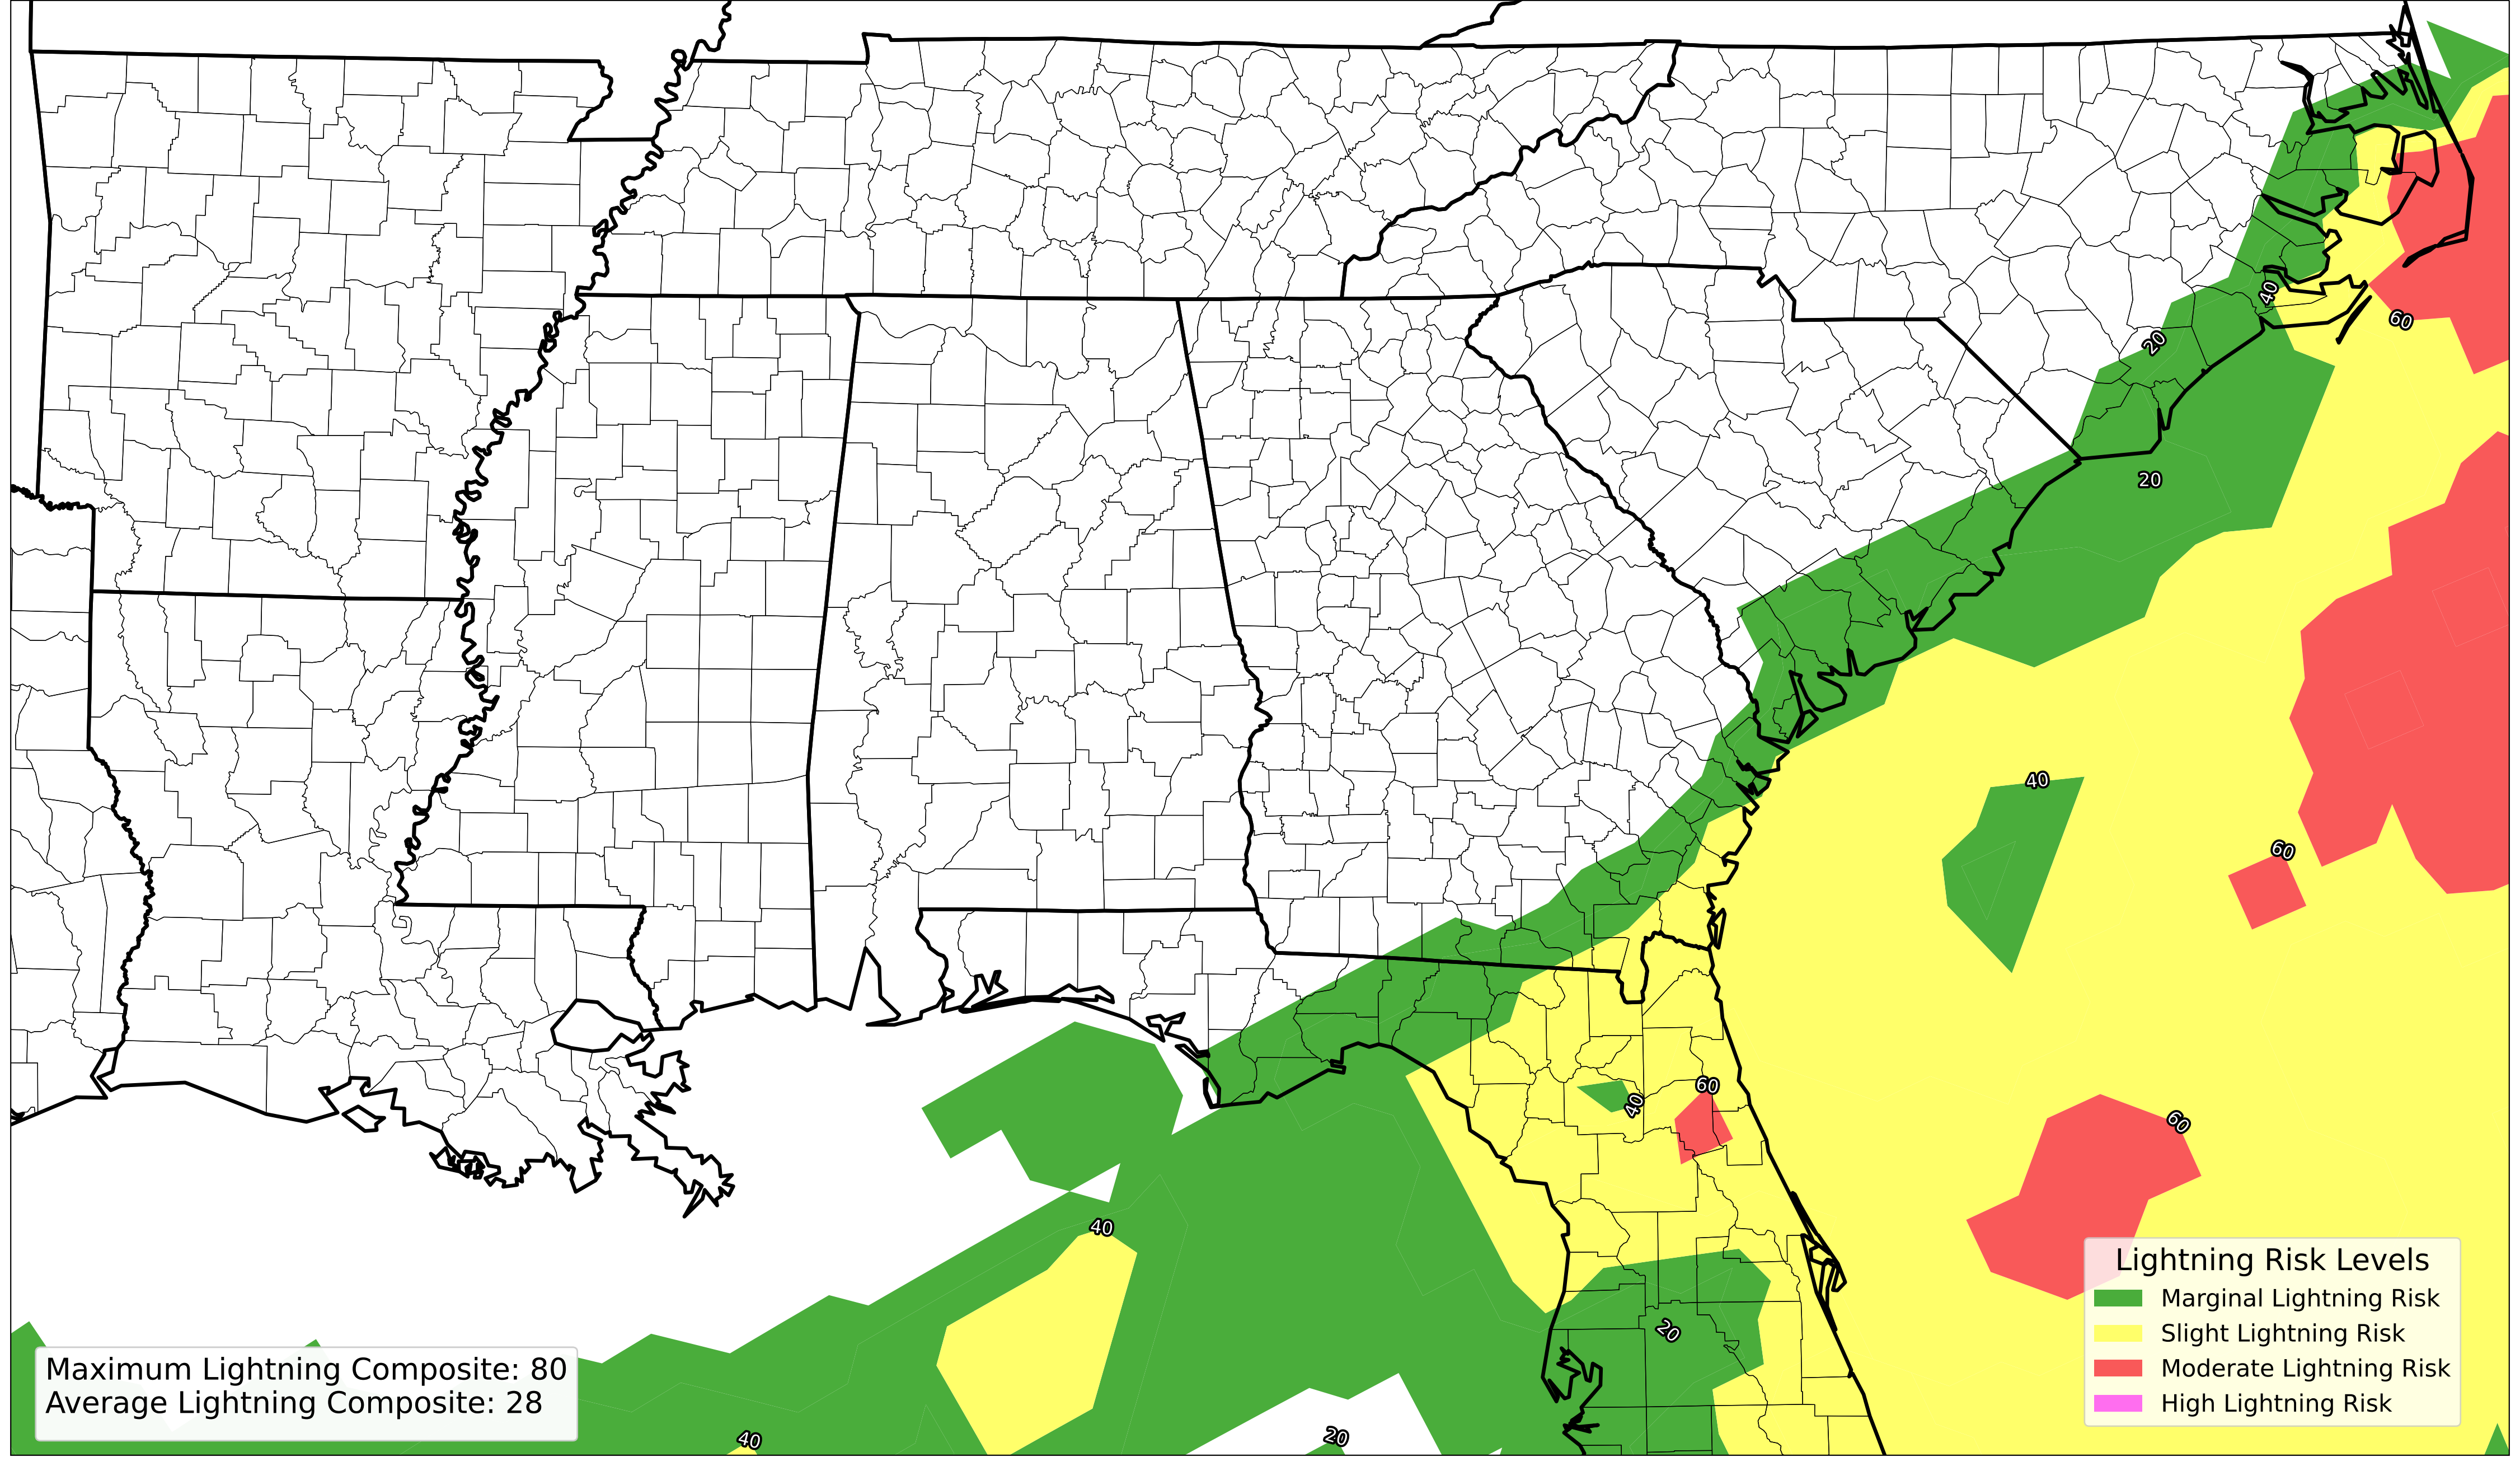 40
60
20
20
40
60
60
40
60
40
20
40
20
Lightning Risk Levels
Marginal Lightning Risk
Slight Lightning Risk
Moderate Lightning Risk
High Lightning Risk
Maximum Lightning Composite: 80
Average Lightning Composite: 28